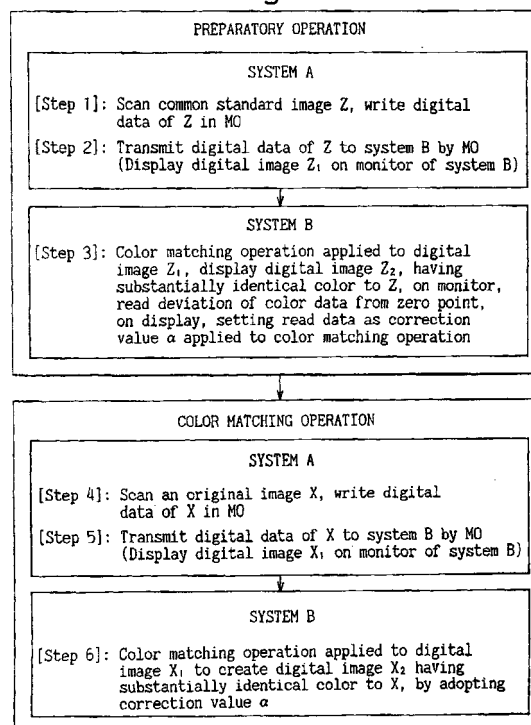 PREPARATORY OPERATION
SYSTEM A
[Step 1]: Scan common standard image Z, write digital
data of Z in MO
[Step 2]: Transmit digital data of Z to system B by MO
(Display digital image Z₁ on monitor of system B)
SYSTEM B
[Step 3]: Color matching operation applied to digital
image Z₁, display digital image Z₂, having
substantially identical color to Z, on monitor,
read deviation of color data from zero point,
on display, setting read data as correction
value α applied to color matching operation
COLOR MATCHING OPERATION
SYSTEM A
[Step 4]: Scan an original image X, write digital
data of X in MO
[Step 5]: Transmit digital data of X to system B by MO
(Display digital image X₁ on monitor of system B)
SYSTEM B
[Step 6]: Color matching operation applied to digital
image X₁ to create digital image X₂ having
substantially identical color to X, by adopting
correction value α